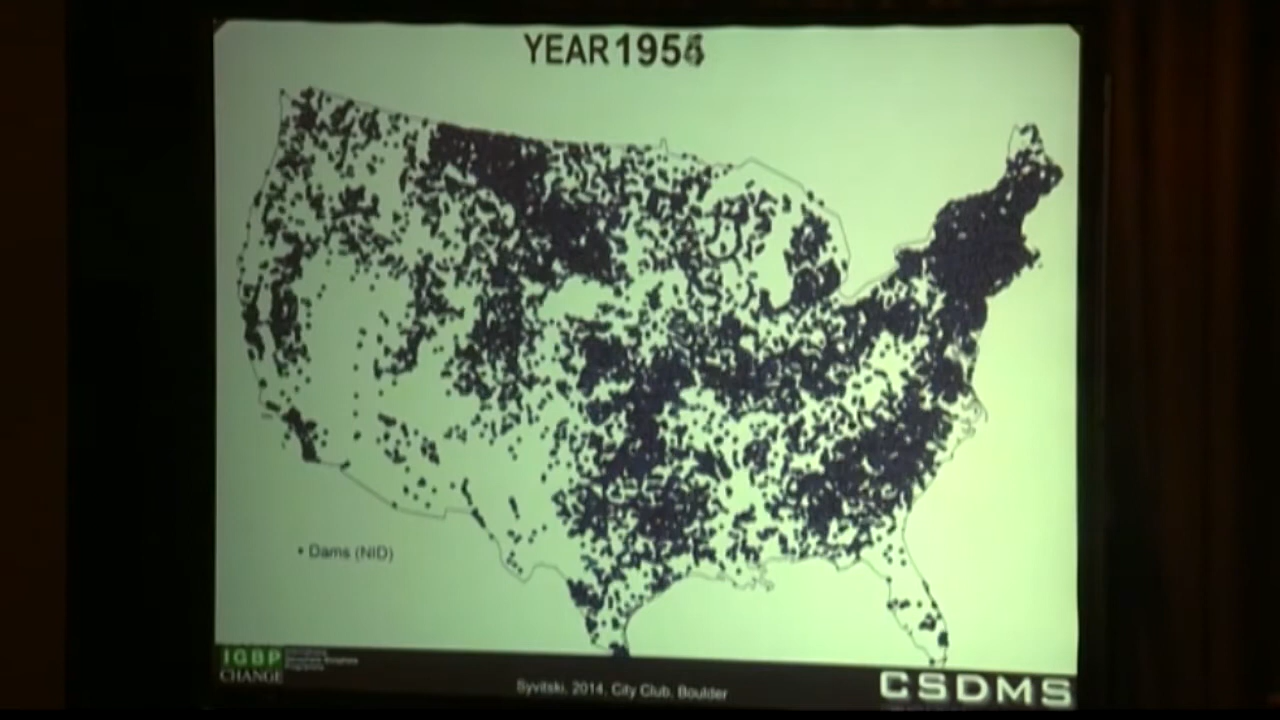 YEAR 195
• Dams (NID)
IGBP
CHANGE
Syvitski, 2014, City Club, Boulder
CSDMS